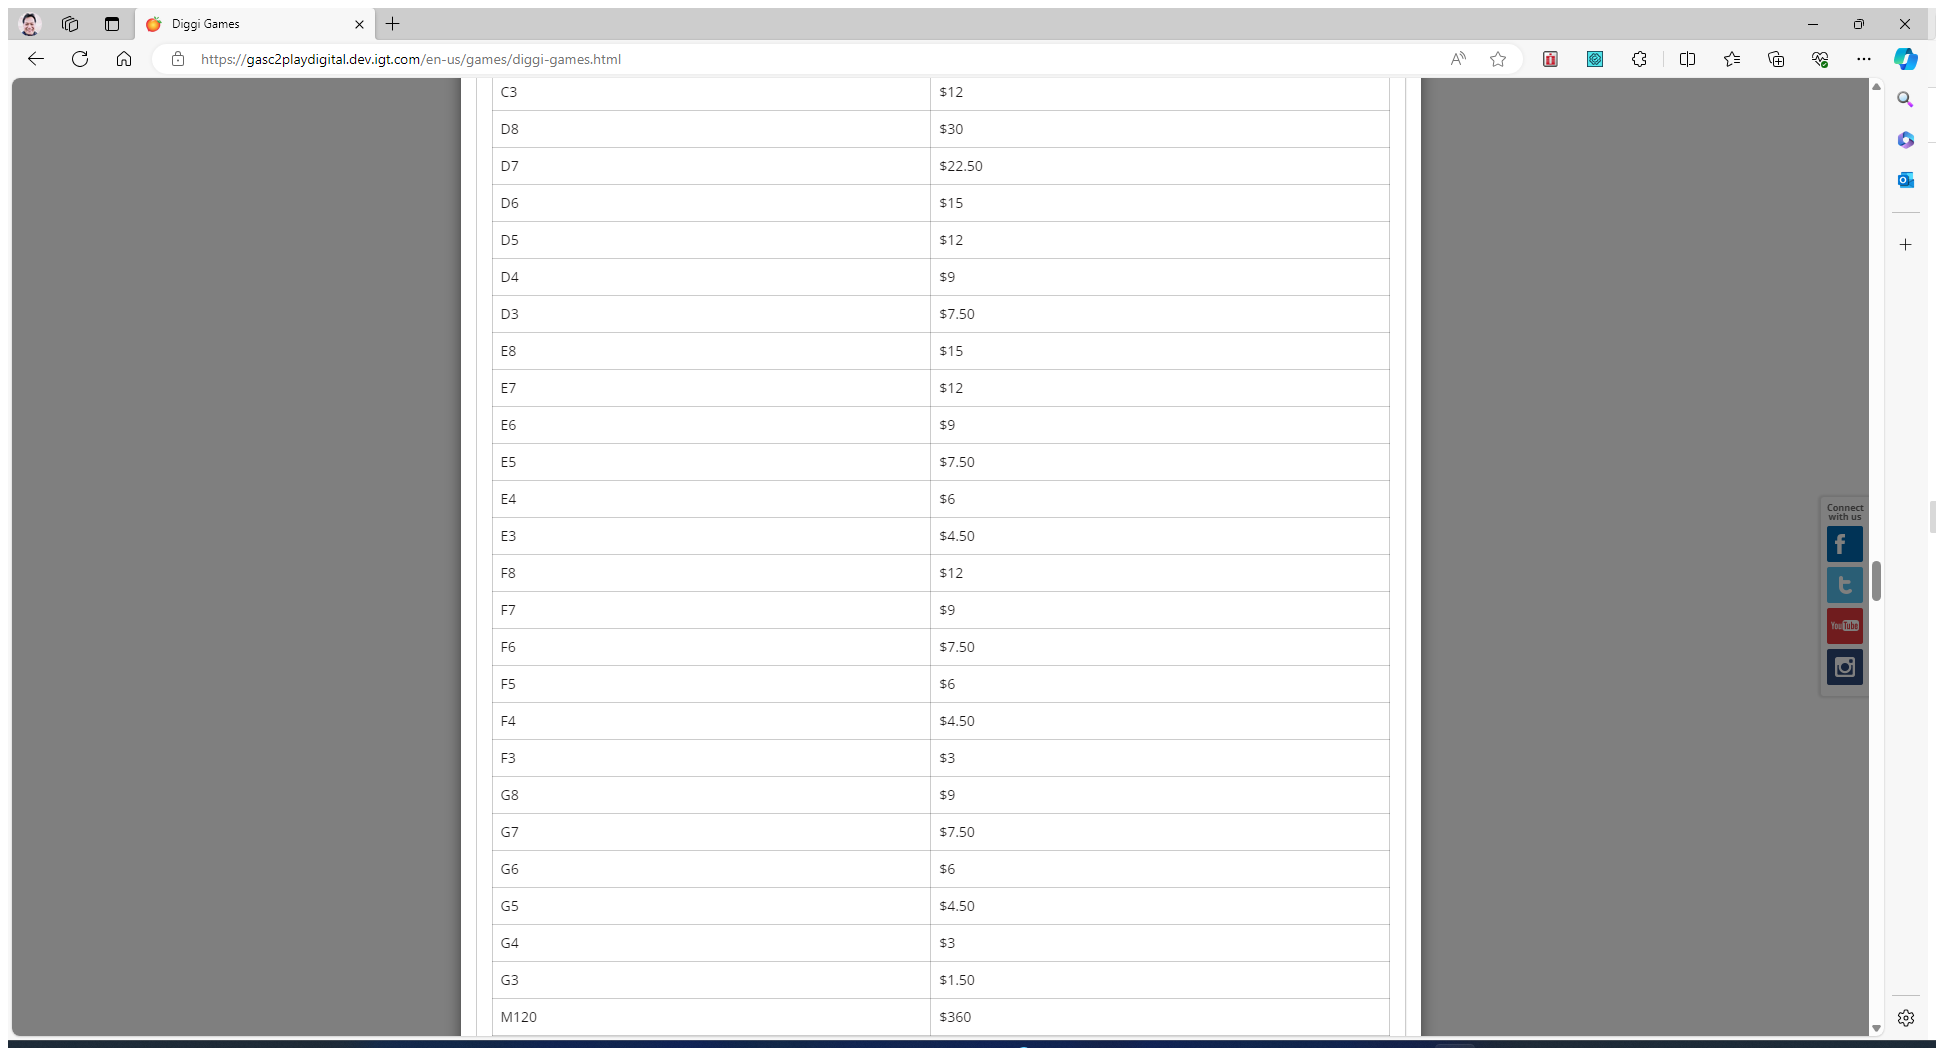 Diggi Games
https://gasc2playdigital.dev.igt.com/en-us/games/diggi-games.html
C3 $12
D8 $30
D7 $22.50
D6 $15
D5 $12
D4 $9
D3 $7.50
E8 $15
E7 $12
E6 $9
E5 $7.50
E4 $6
E3 $4.50
F8 $12
F7 $9
F6 $7.50
F5 $6
F4 $4.50
F3 $3
G8 $9
G7 $7.50
G6 $6
G5 $4.50
G4 $3
G3 $1.50
M120 $360
Connect
with us
YouTube